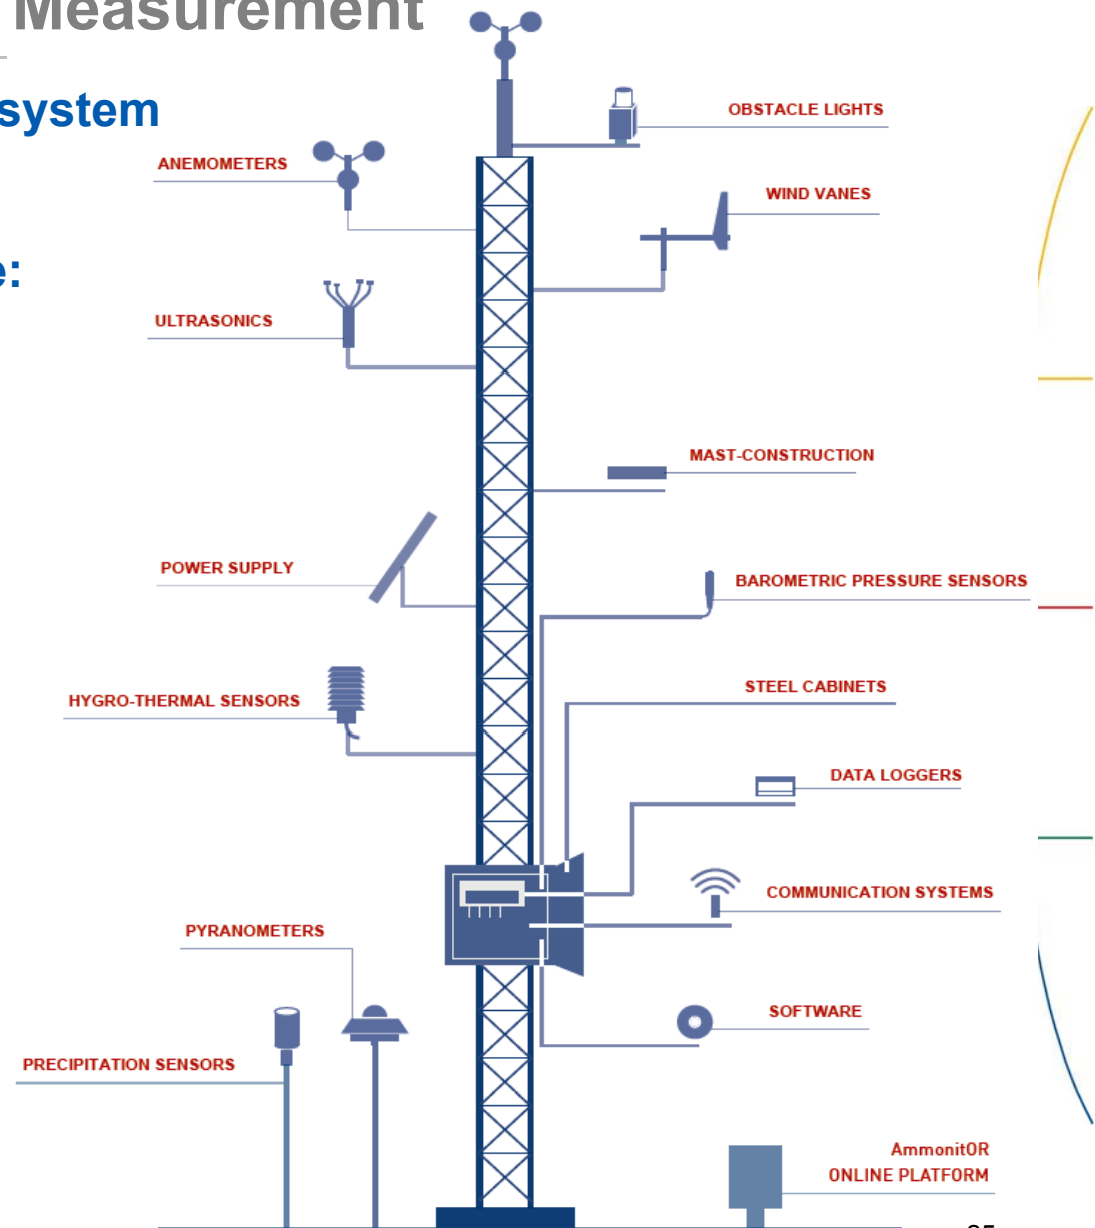 Measurement
system
e:
OBSTACLE LIGHTS
ANEMOMETERS
WIND VANES
ULTRASONICS
MAST-CONSTRUCTION
POWER SUPPLY
BAROMETRIC PRESSURE SENSORS
STEEL CABINETS
HYGRO-THERMAL SENSORS
DATA LOGGERS
COMMUNICATION SYSTEMS
PYRANOMETERS
SOFTWARE
PRECIPITATION SENSORS
AmmonitOR
ONLINE PLATFORM